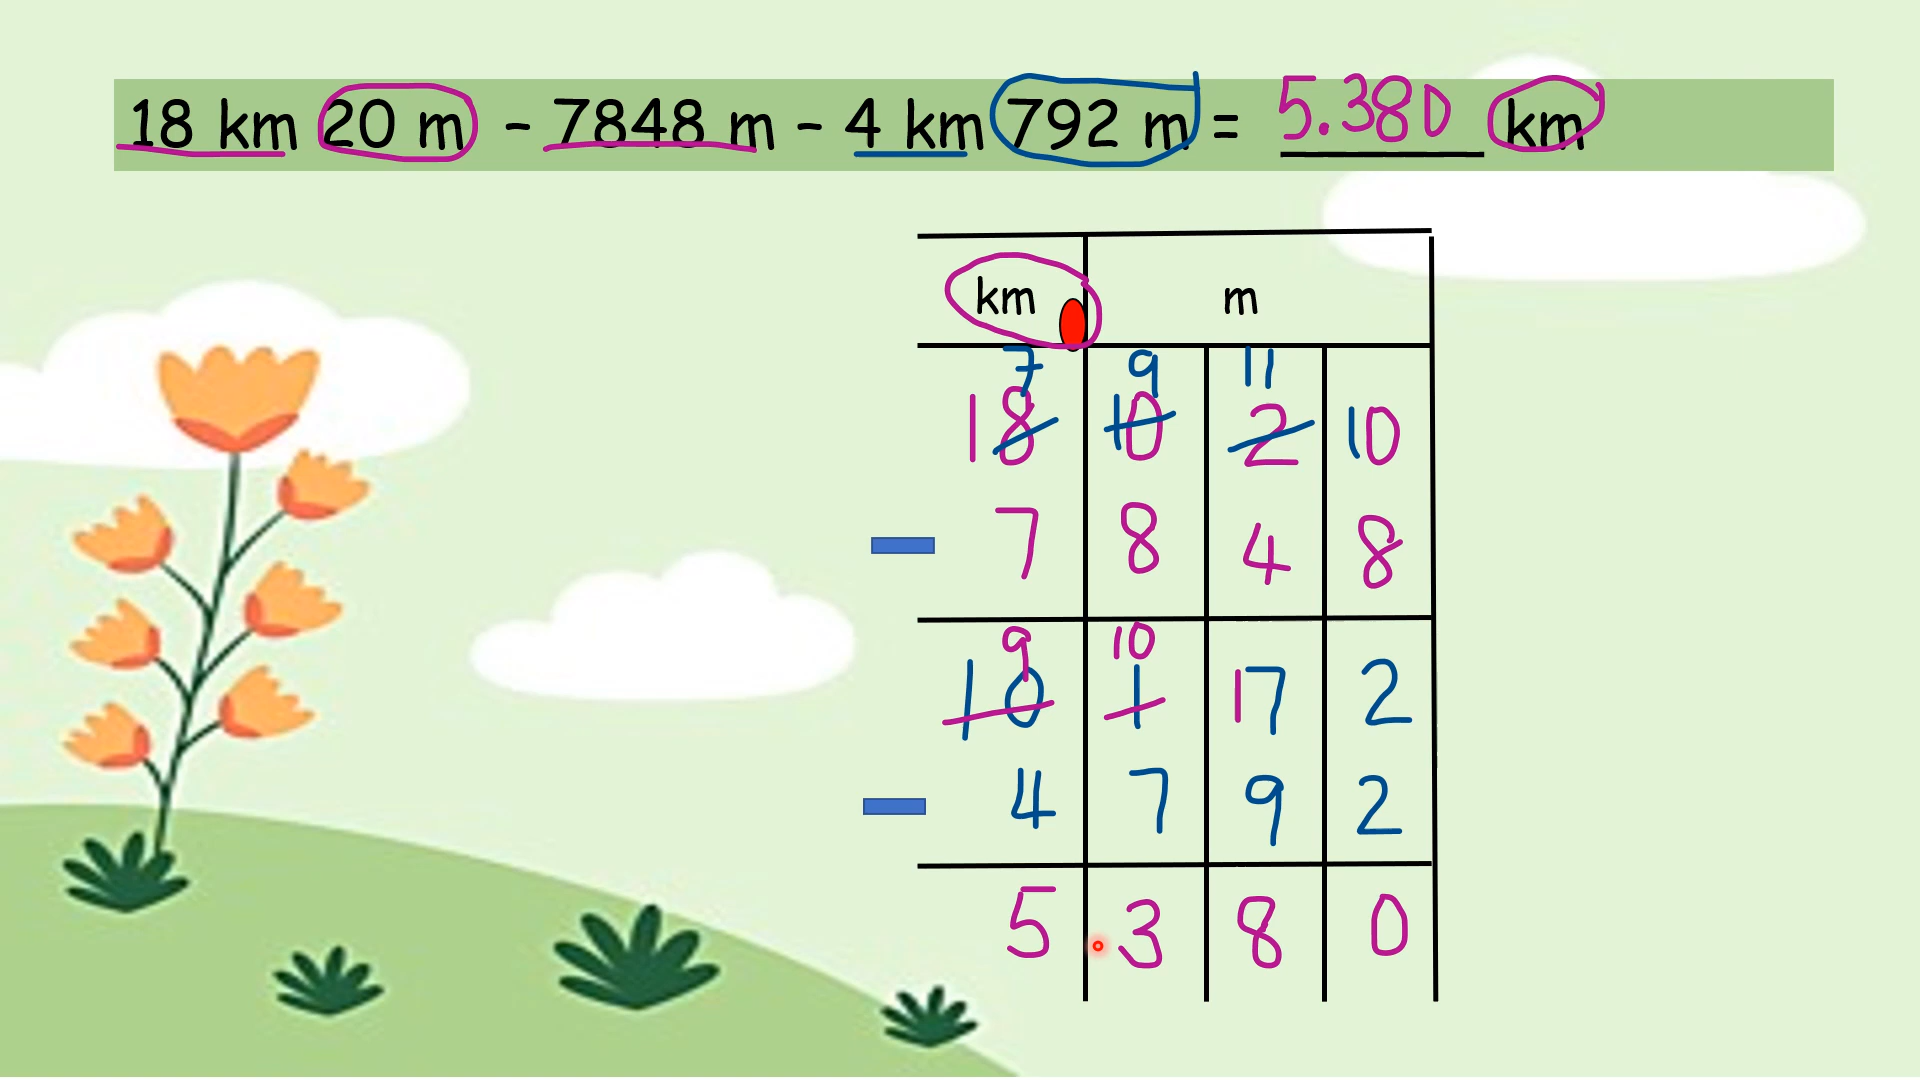 18 km 20 m - 7848 m - 4 km 792 m = 5.380 km
km m
7 9 11
18 10 2 10
7 8 4 8
9 10
10 1 17 2
4 7 9 2
5 3 8 0